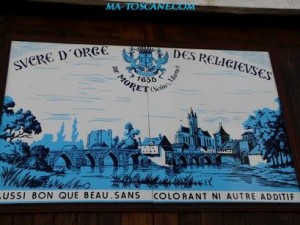 MA-TOSCANE.COM
SVCRE D'ORGE DES RELIGIEVSES
DE MORET (Seine & Marne)
1638
AUSSI BON QUE BEAU. SANS COLORANT NI AUTRE ADDITIF